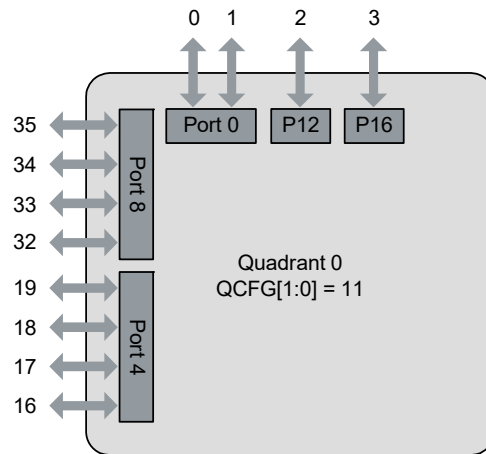 0 1 2 3
Port 0 P12 P16
35
34
33
32
Port 8
19
18
17
16
Port 4
Quadrant 0
QCFG[1:0] = 11